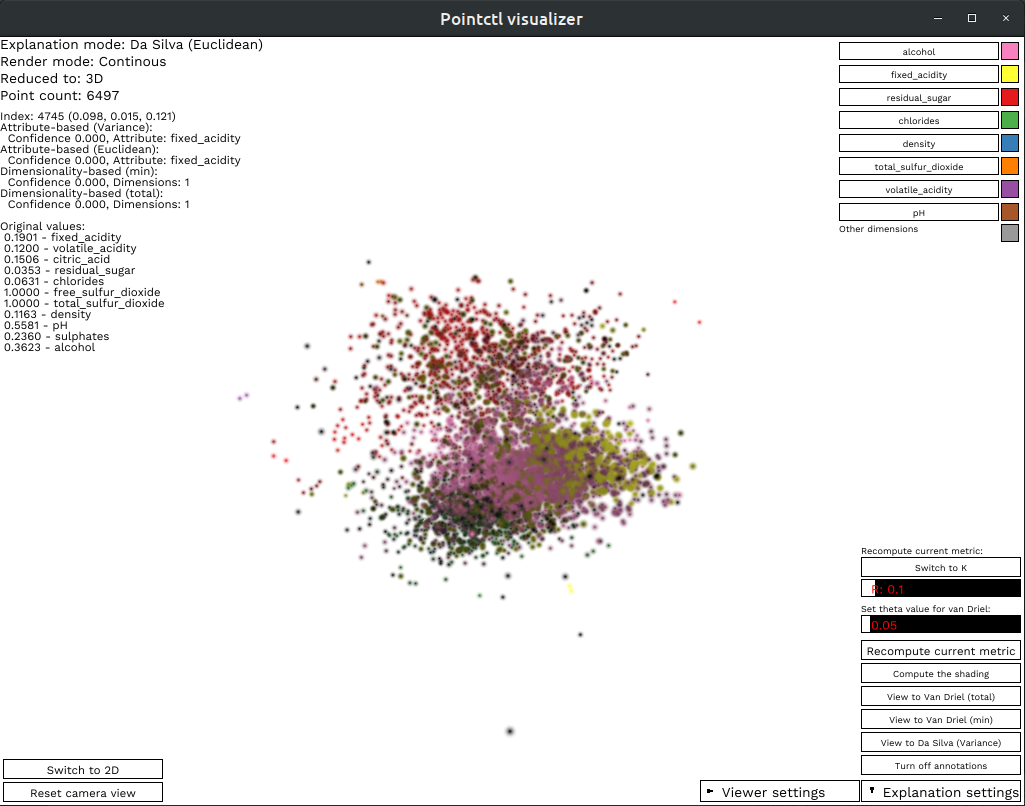 Pointctl visualizer
Explanation mode: Da Silva (Euclidean)
Render mode: Continous
Reduced to: 3D
Point count: 6497
Index: 4745 (0.098, 0.015, 0.121)
Attribute-based (Variance):
Confidence 0.000, Attribute: fixed_acidity
Attribute-based (Euclidean):
Confidence 0.000, Attribute: fixed_acidity
Dimensionality-based (min):
Confidence 0.000, Dimensions: 1
Dimensionality-based (total):
Confidence 0.000, Dimensions: 1
Original values:
0.1901 - fixed_acidity
0.1200 - volatile_acidity
0.1506 - citric_acid
0.0353 - residual_sugar
0.0631 - chlorides
1.0000 - free_sulfur_dioxide
1.0000 - total_sulfur_dioxide
0.1163 - density
0.5581 - pH
0.2360 - sulphates
0.3623 - alcohol
alcohol
fixed_acidity
residual_sugar
chlorides
density
total_sulfur_dioxide
volatile_acidity
pH
Other dimensions
Recompute current metric:
Switch to K
R: 0.1
Set theta value for van Driel:
0.05
Recompute current metric
Compute the shading
View to Van Driel (total)
View to Van Driel (min)
View to Da Silva (Variance)
Turn off annotations
Switch to 2D
Reset camera view
Viewer settings
Explanation settings